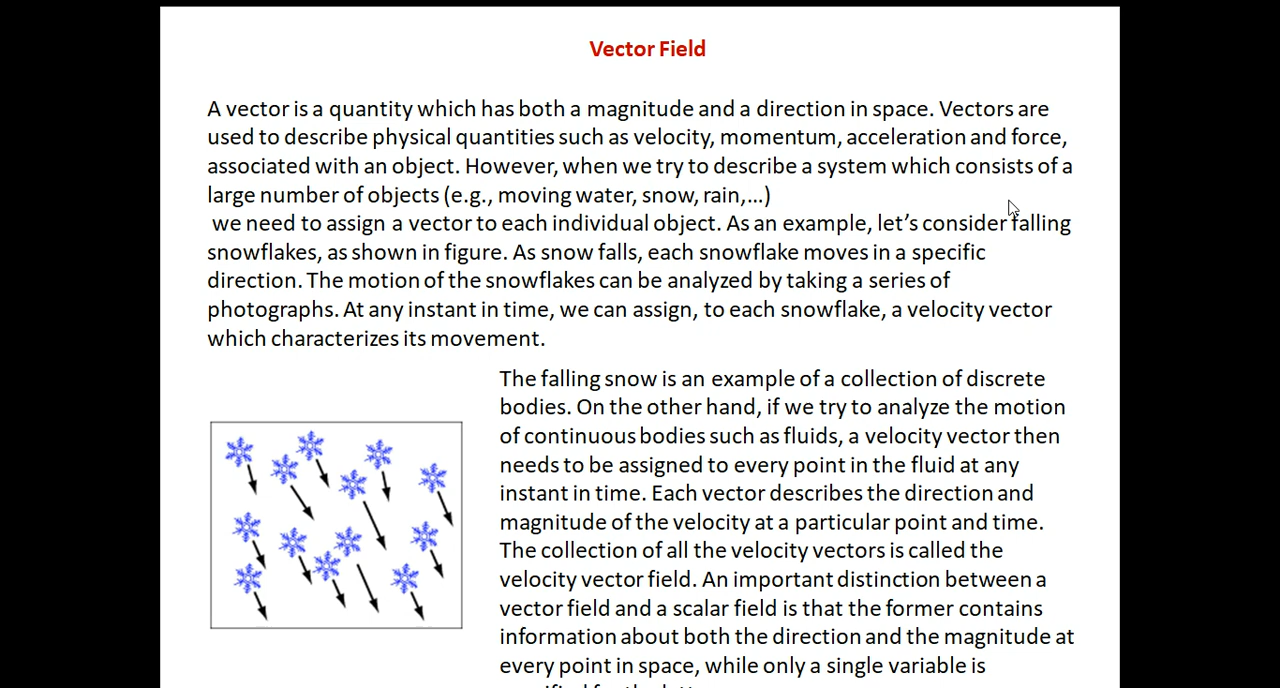 Vector Field
A vector is a quantity which has both a magnitude and a direction in space. Vectors are
used to describe physical quantities such as velocity, momentum, acceleration and force,
associated with an object. However, when we try to describe a system which consists of a
large number of objects (e.g., moving water, snow, rain,...)
we need to assign a vector to each individual object. As an example, let’s consider falling
snowflakes, as shown in figure. As snow falls, each snowflake moves in a specific
direction. The motion of the snowflakes can be analyzed by taking a series of
photographs. At any instant in time, we can assign, to each snowflake, a velocity vector
which characterizes its movement.
The falling snow is an example of a collection of discrete
bodies. On the other hand, if we try to analyze the motion
of continuous bodies such as fluids, a velocity vector then
needs to be assigned to every point in the fluid at any
instant in time. Each vector describes the direction and
magnitude of the velocity at a particular point and time.
The collection of all the velocity vectors is called the
velocity vector field. An important distinction between a
vector field and a scalar field is that the former contains
information about both the direction and the magnitude at
every point in space, while only a single variable is